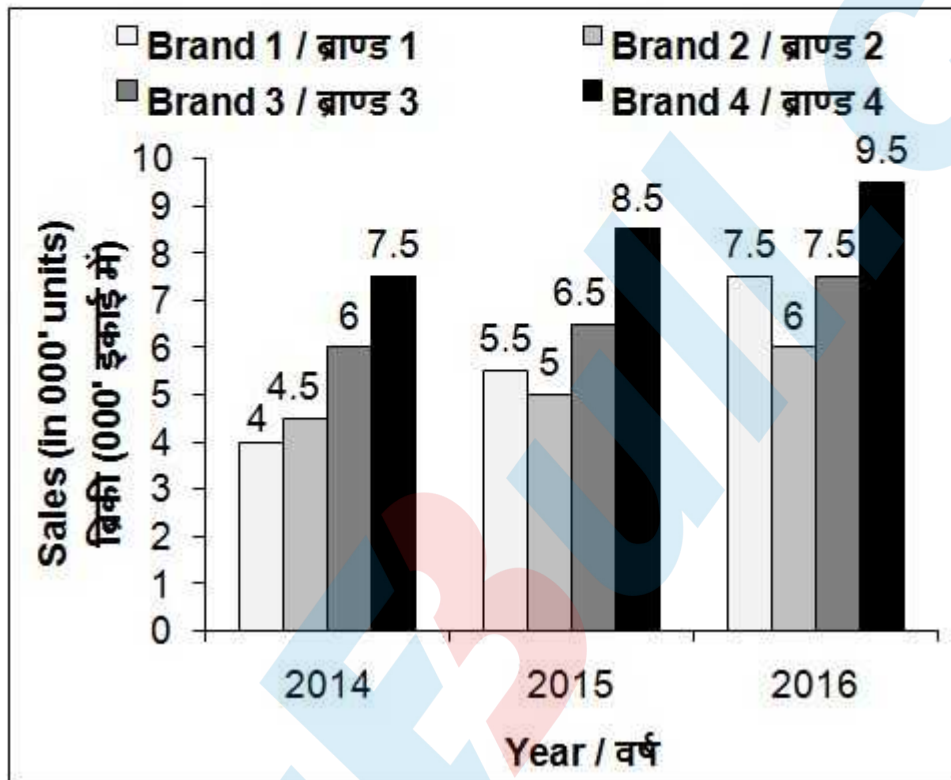 Brand 1 / ब्राण्ड 1 Brand 2 / ब्राण्ड 2
Brand 3 / ब्राण्ड 3 Brand 4 / ब्राण्ड 4
Sales (in 000' units)
बिक्री (000' इकाई में)
10
9
8
7
6
5
4
3
2
1
0
4 4.5 6 7.5
5.5 5 6.5 8.5
7.5 6 7.5 9.5
2014 2015 2016
Year / वर्ष